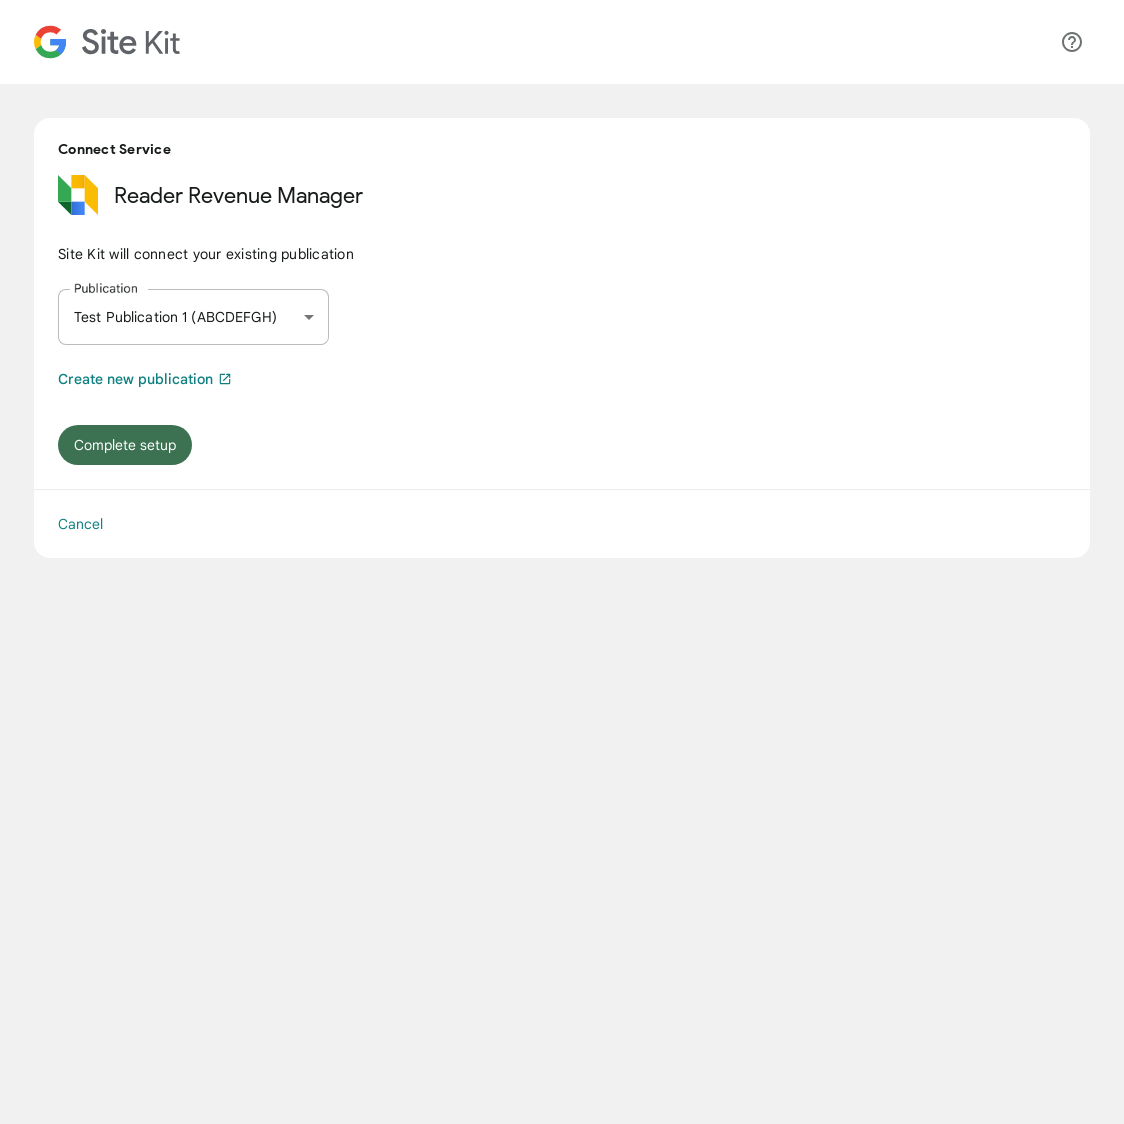 Site Kit
Connect Service
Reader Revenue Manager
Site Kit will connect your existing publication
Publication
Test Publication 1 (ABCDEFGH)
Create new publication
Complete setup
Cancel